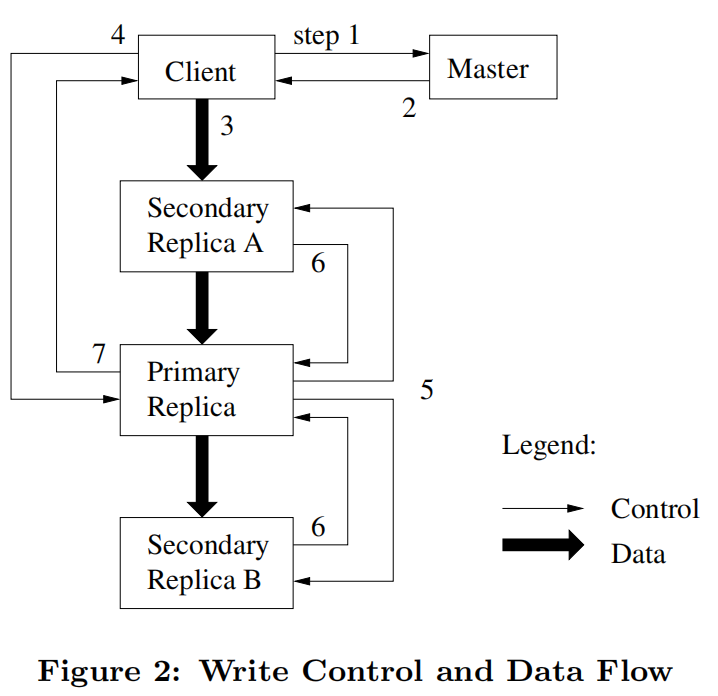 4
step 1
Client
Master
2
3
Secondary
Replica A
6
7
Primary
Replica
5
Legend:
Control
6
Secondary
Replica B
Data
Figure 2: Write Control and Data Flow